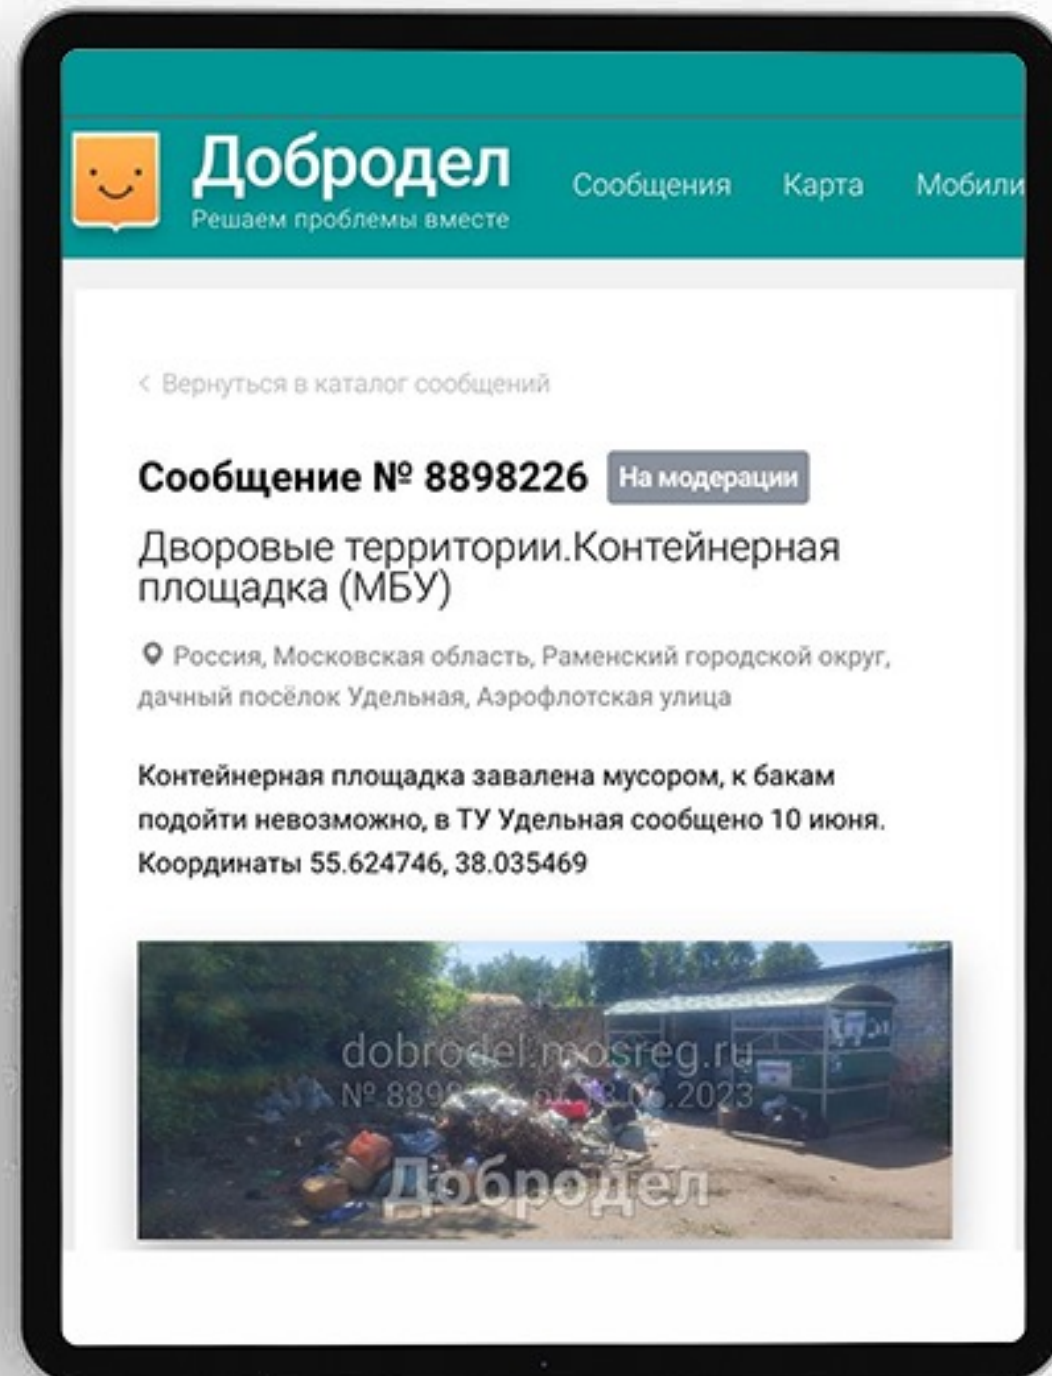 Добродел
Решаем проблемы вместе
Сообщения Карта
< Вернуться в каталог сообщений
Сообщение № 8898226 На модерации
Дворовые территории.Контейнерная
площадка (МБУ)
Россия, Московская область, Раменский городской округ,
дачный посёлок Удельная, Аэрофлотская улица
Контейнерная площадка завалена мусором, к бакам
подойти невозможно, в ТУ Удельная сообщено 10 июня.
Координаты 55.624746, 38.035469
dobrodel.mosreg.ru
№ 2023
Добродел